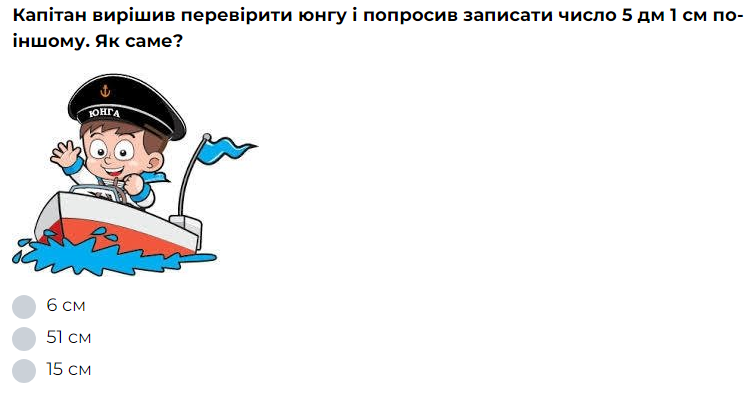 Капітан вирішив перевірити юнгу і попросив записати число 5 дм 1 см по-
іншому. Як саме?
ЮНГА
6 см
51 см
15 см